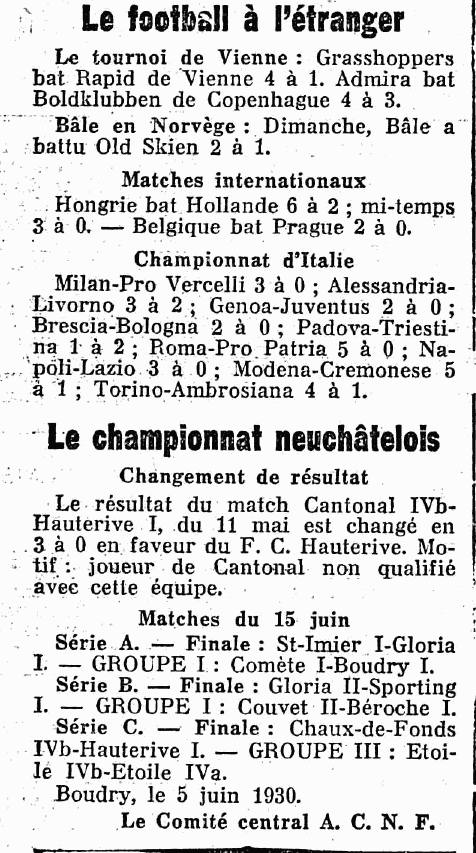 Le football à l'étranger
Le tournoi de Vienne : Grasshoppers
bat Rapid de Vienne 4 à 1. Admira bat
Boldklubben de Copenhague 4 à 3.
Bâle en Norvège : Dimanche, Bâle a
battu Old Skien 2 à 1.
Matches internationaux
Hongrie bat Hollande 6 à 2 ; mi-temps
3 à 0. — Belgique bat Prague 2 à 0.
Championnat d'Italie
Milan-Pro Vercelli 3 à 0 ; Alessandria-
Livorno 3 à 2 ; Genoa-Juventus 2 à 0 ;
Brescia-Bologna 2 à 0 ; Padova-Triesti-
na 1 à 2 ; Roma-Pro Patria 5 à 0 ; Na-
poli-Lazio 3 à 0 ; Modena-Cremonese 5
à 1 ; Torino-Ambrosiana 4 à 1.
Le championnat neuchâtelois
Changement de résultat
Le résultat du match Cantonal IVb-
Hauterive I, du 11 mai est changé en
3 à 0 en faveur du F. C. Hauterive. Mo-
tif : joueur de Cantonal non qualifié
avec cette équipe.
Matches du 15 juin
Série A. — Finale : St-Imier I-Gloria
I. — GROUPE I : Comète I-Boudry I.
Série B. — Finale : Gloria II-Sporting
I. — GROUPE I : Couvet II-Béroche I.
Série C. — Finale : Chaux-de-Fonds
IVb-Hauterive I. — GROUPE III : Etoi-
le IVb-Etoile IVa.
Boudry, le 5 juin 1930.
Le Comité central A. C. N. F.